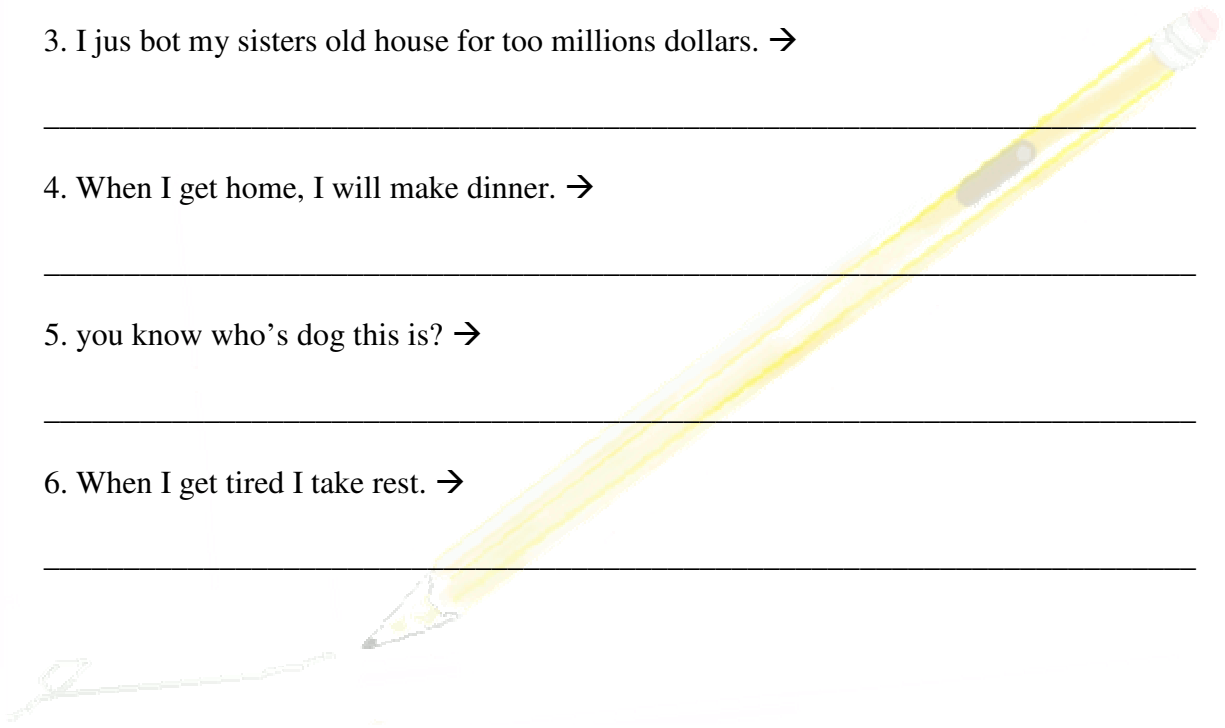 3. I jus bot my sisters old house for too millions dollars. →
4. When I get home, I will make dinner. →
5. you know who’s dog this is? →
6. When I get tired I take rest. →